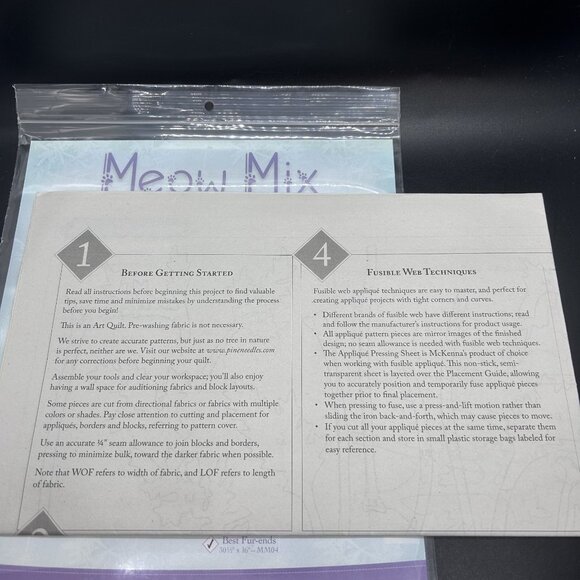 Meow Mix
1
BEFORE GETTING STARTED
Read all instructions before beginning this project to find valuable
tips, save time and minimize mistakes by understanding the process
before you begin!
This is an Art Quilt. Pre-washing fabric is not necessary.
We strive to create accurate patterns, but just as no tree in nature
is perfect, neither are we. Visit our website at www.pineneedles.com
for any corrections before beginning your quilt.
Assemble your tools and clear your workspace; you'll also enjoy
having a wall space for auditioning fabrics and block layouts.
Some pieces are cut from directional fabrics or fabrics with multiple
colors or shades. Pay close attention to cutting and placement for
appliqués, borders and blocks, referring to pattern cover.
Use an accurate ¼" seam allowance to join blocks and borders,
pressing to minimize bulk, toward the darker fabric when possible.
Note that WOF refers to width of fabric, and LOF refers to length
of fabric.
4
FUSIBLE WEB TECHNIQUES
Fusible web appliqué techniques are easy to master, and perfect for
creating appliqué projects with tight corners and curves.
• Different brands of fusible web have different instructions; read
and follow the manufacturer's instructions for product usage.
• All appliqué pattern pieces are mirror images of the finished
design; no seam allowance is needed with fusible web techniques.
• The Appliqué Pressing Sheet is McKenna's product of choice
when working with fusible appliqué. This non-stick, semi-
transparent sheet is layered over the Placement Guide, allowing
you to accurately position and temporarily fuse appliqué pieces
together prior to final placement.
• When pressing to fuse, use a press-and-lift motion rather than
sliding the iron back-and-forth, which may cause pieces to move.
• If you cut all your appliqué pieces at the same time, separate them
for each section and store in small plastic storage bags labeled for
easy reference.
Best Fur-ends
30½" x 16" - MM04